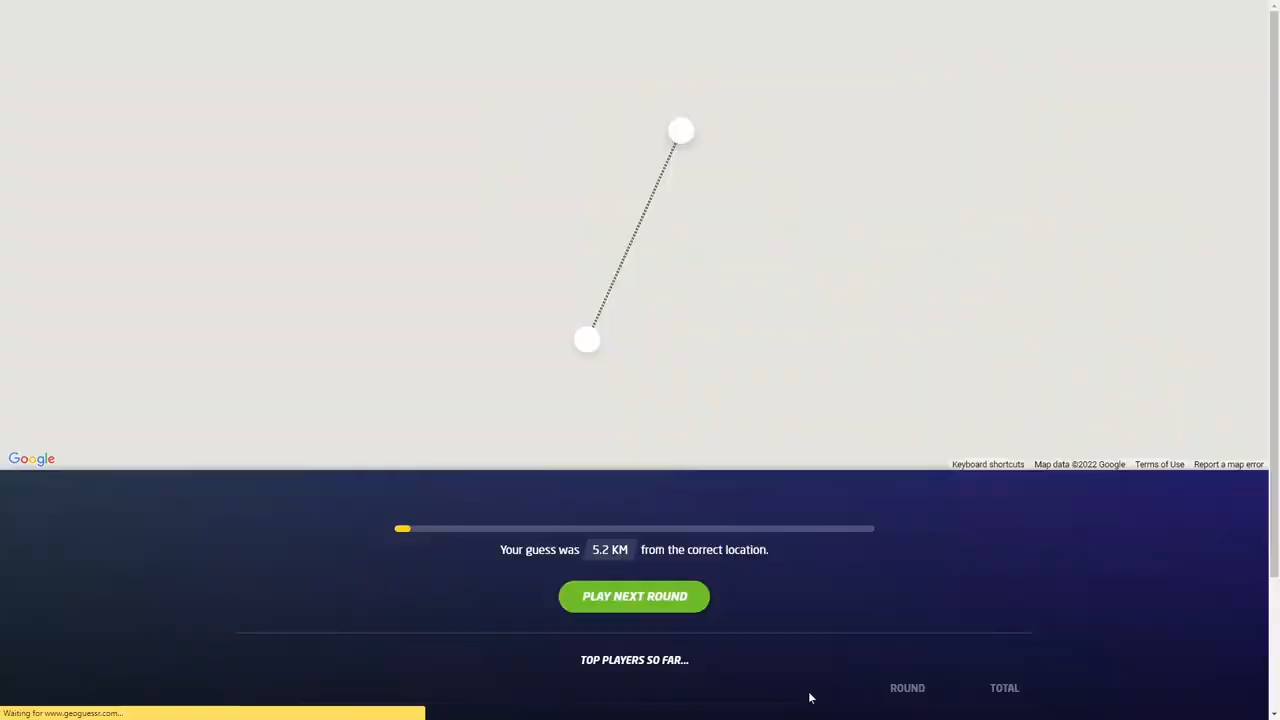 Google
Keyboard shortcuts Map data ©2022 Google Terms of Use Report a map error
Your guess was 5.2 KM from the correct location.
PLAY NEXT ROUND
TOP PLAYERS SO FAR...
ROUND TOTAL
Waiting for www.geoguessr.com...